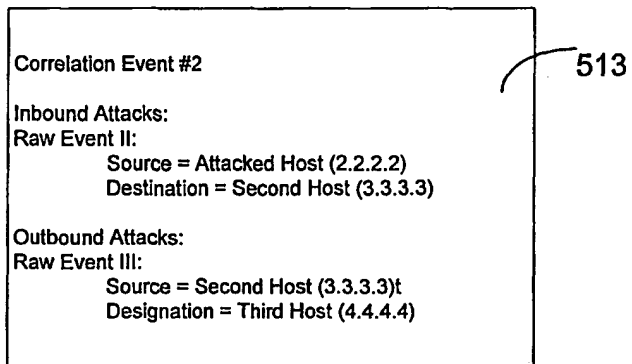 Correlation Event #2
513
Inbound Attacks:
Raw Event II:
Source = Attacked Host (2.2.2.2)
Destination = Second Host (3.3.3.3)
Outbound Attacks:
Raw Event III:
Source = Second Host (3.3.3.3)t
Designation = Third Host (4.4.4.4)